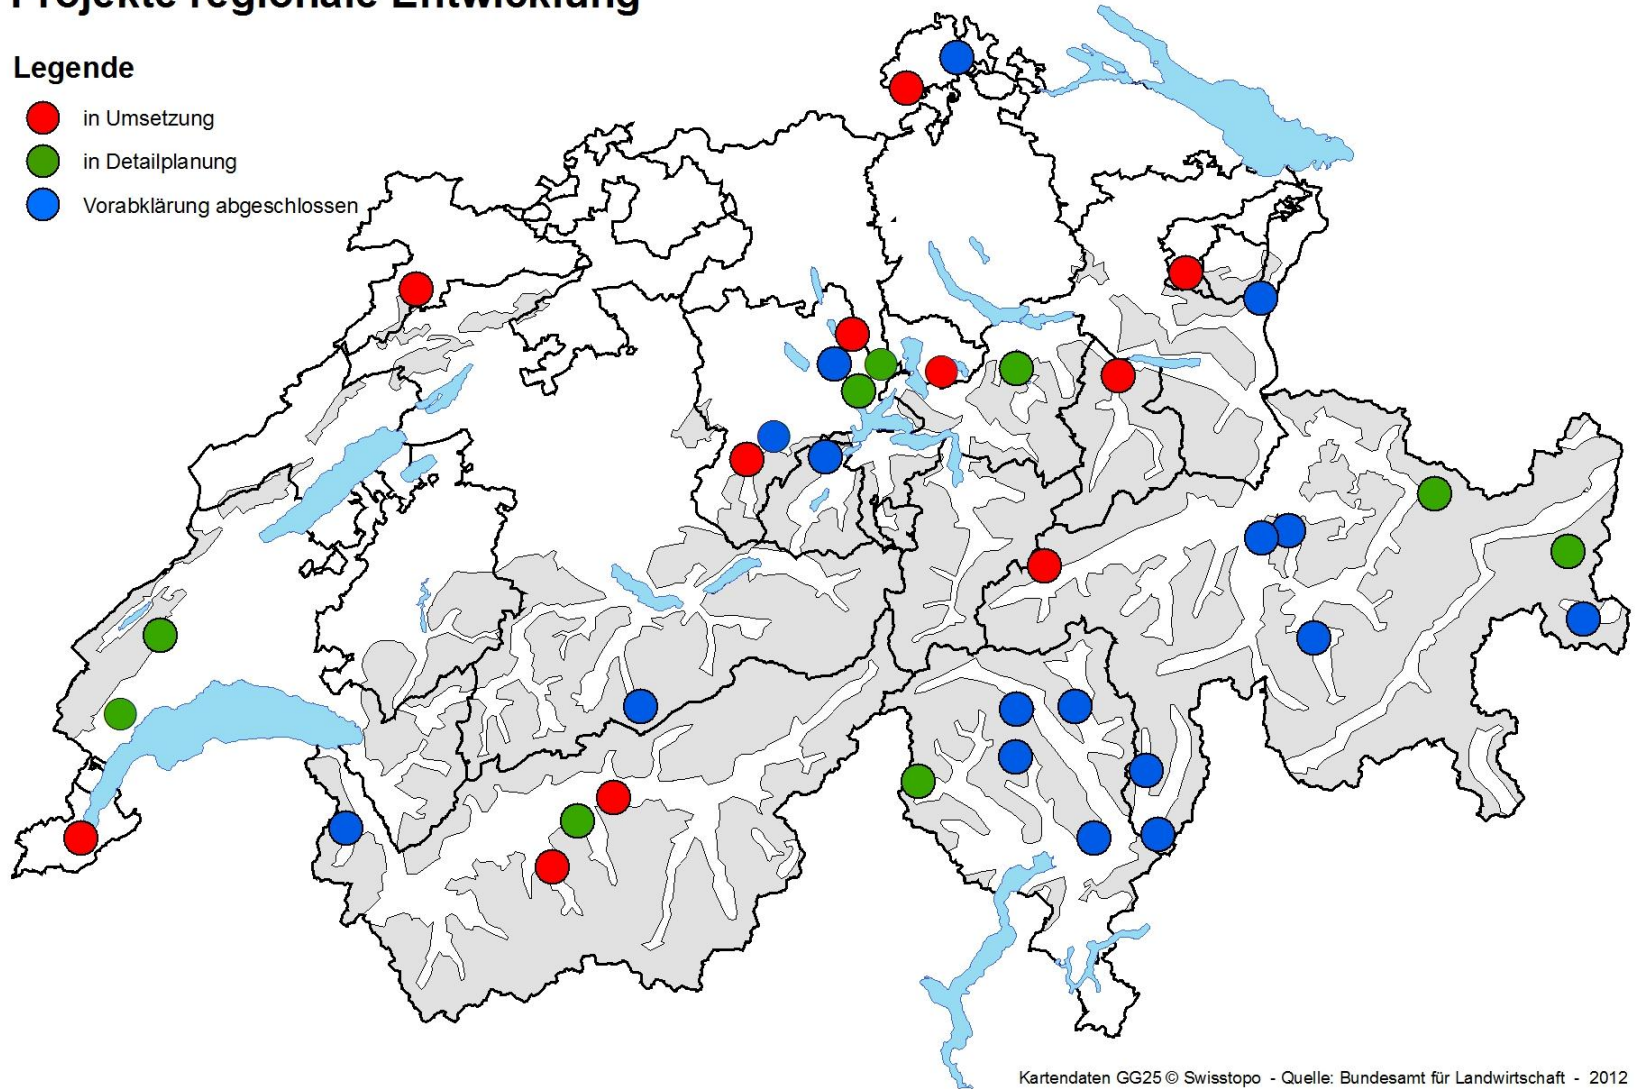 Projekte regionale Entwicklung
Legende
in Umsetzung
in Detailplanung
Vorabklärung abgeschlossen
Kartendaten GG25 © Swisstopo - Quelle: Bundesamt für Landwirtschaft - 2012